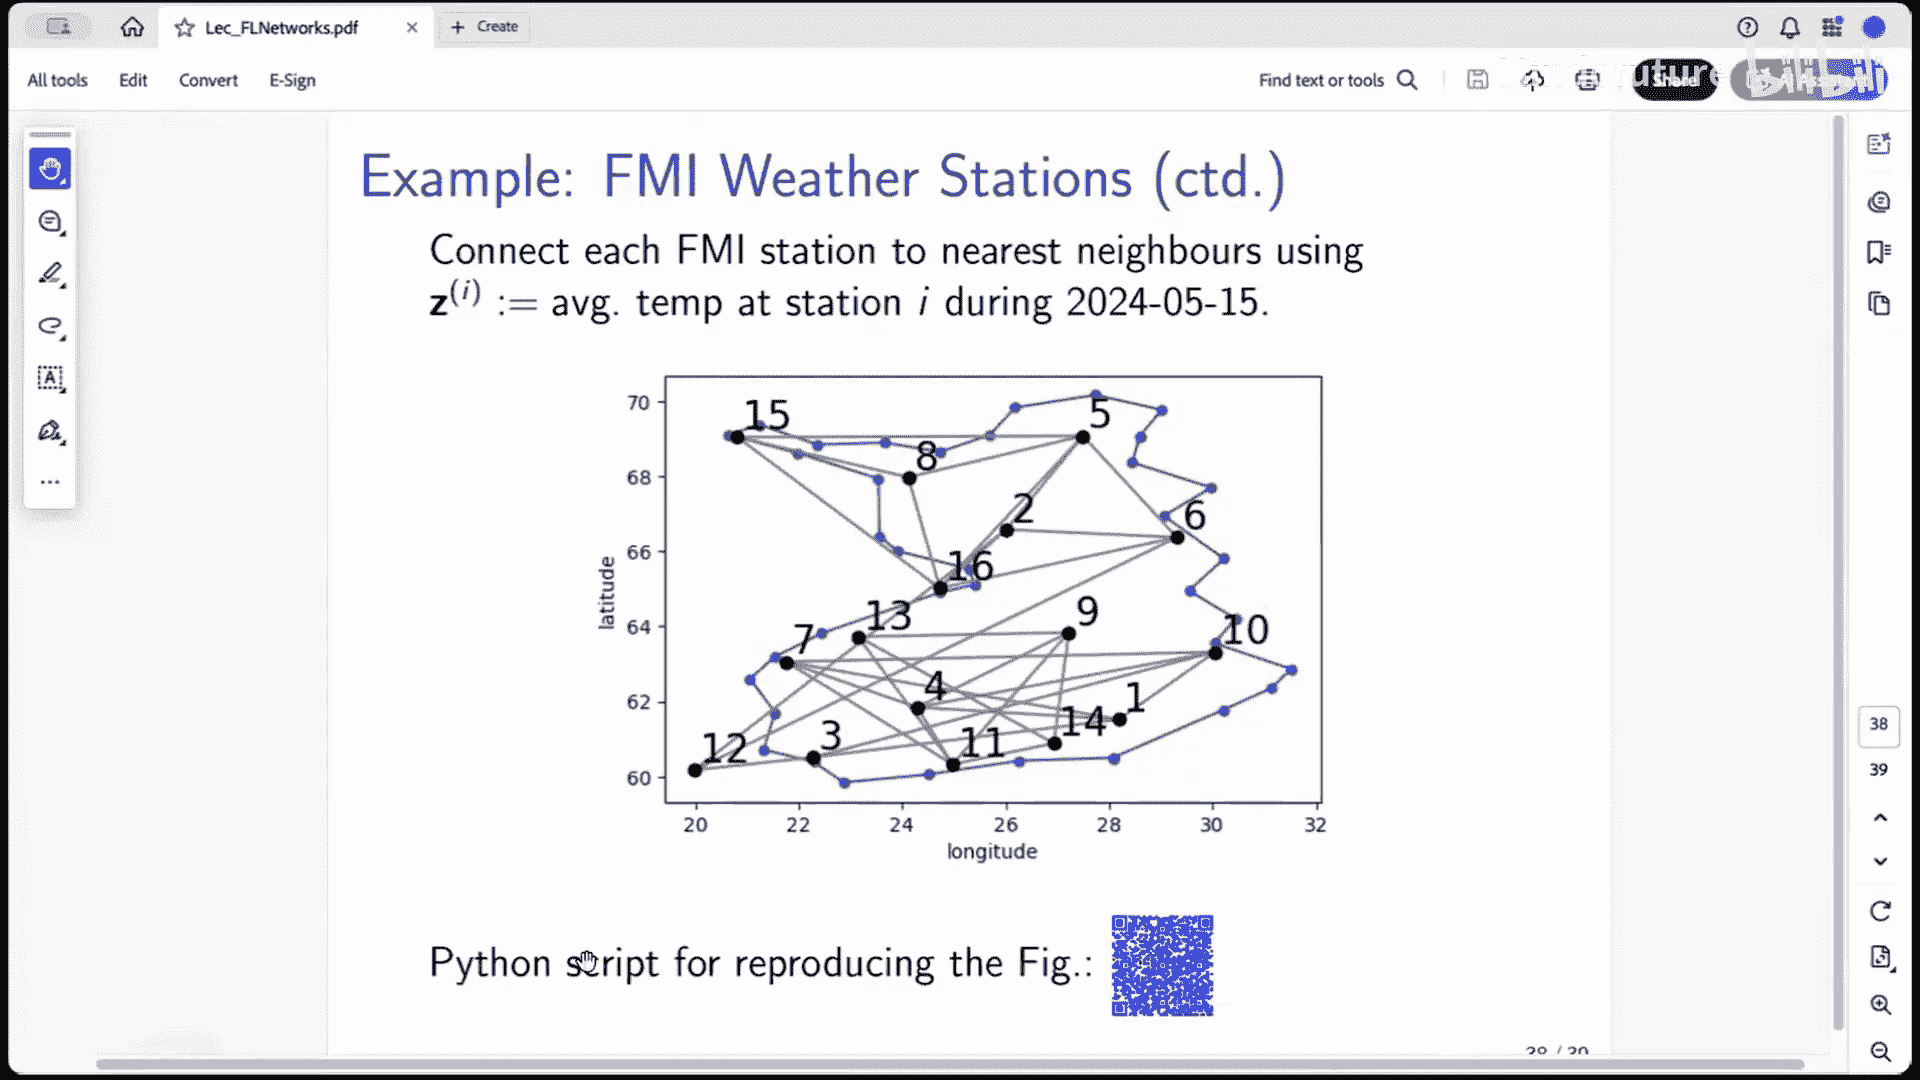 Lec_FLNetworks.pdf
Create
All tools
Edit
Convert
E-Sign
Find text or tools
Share
Example: FMI Weather Stations (ctd.)
Connect each FMI station to nearest neighbours using
z(i) := avg. temp at station i during 2024-05-15.
70
68
66
64
62
60
latitude
15
5
8
2
6
16
13
9
7
10
4
1
14
3
11
12
20
22
24
26
28
30
32
longitude
Python script for reproducing the Fig.:
38
39
bilibili